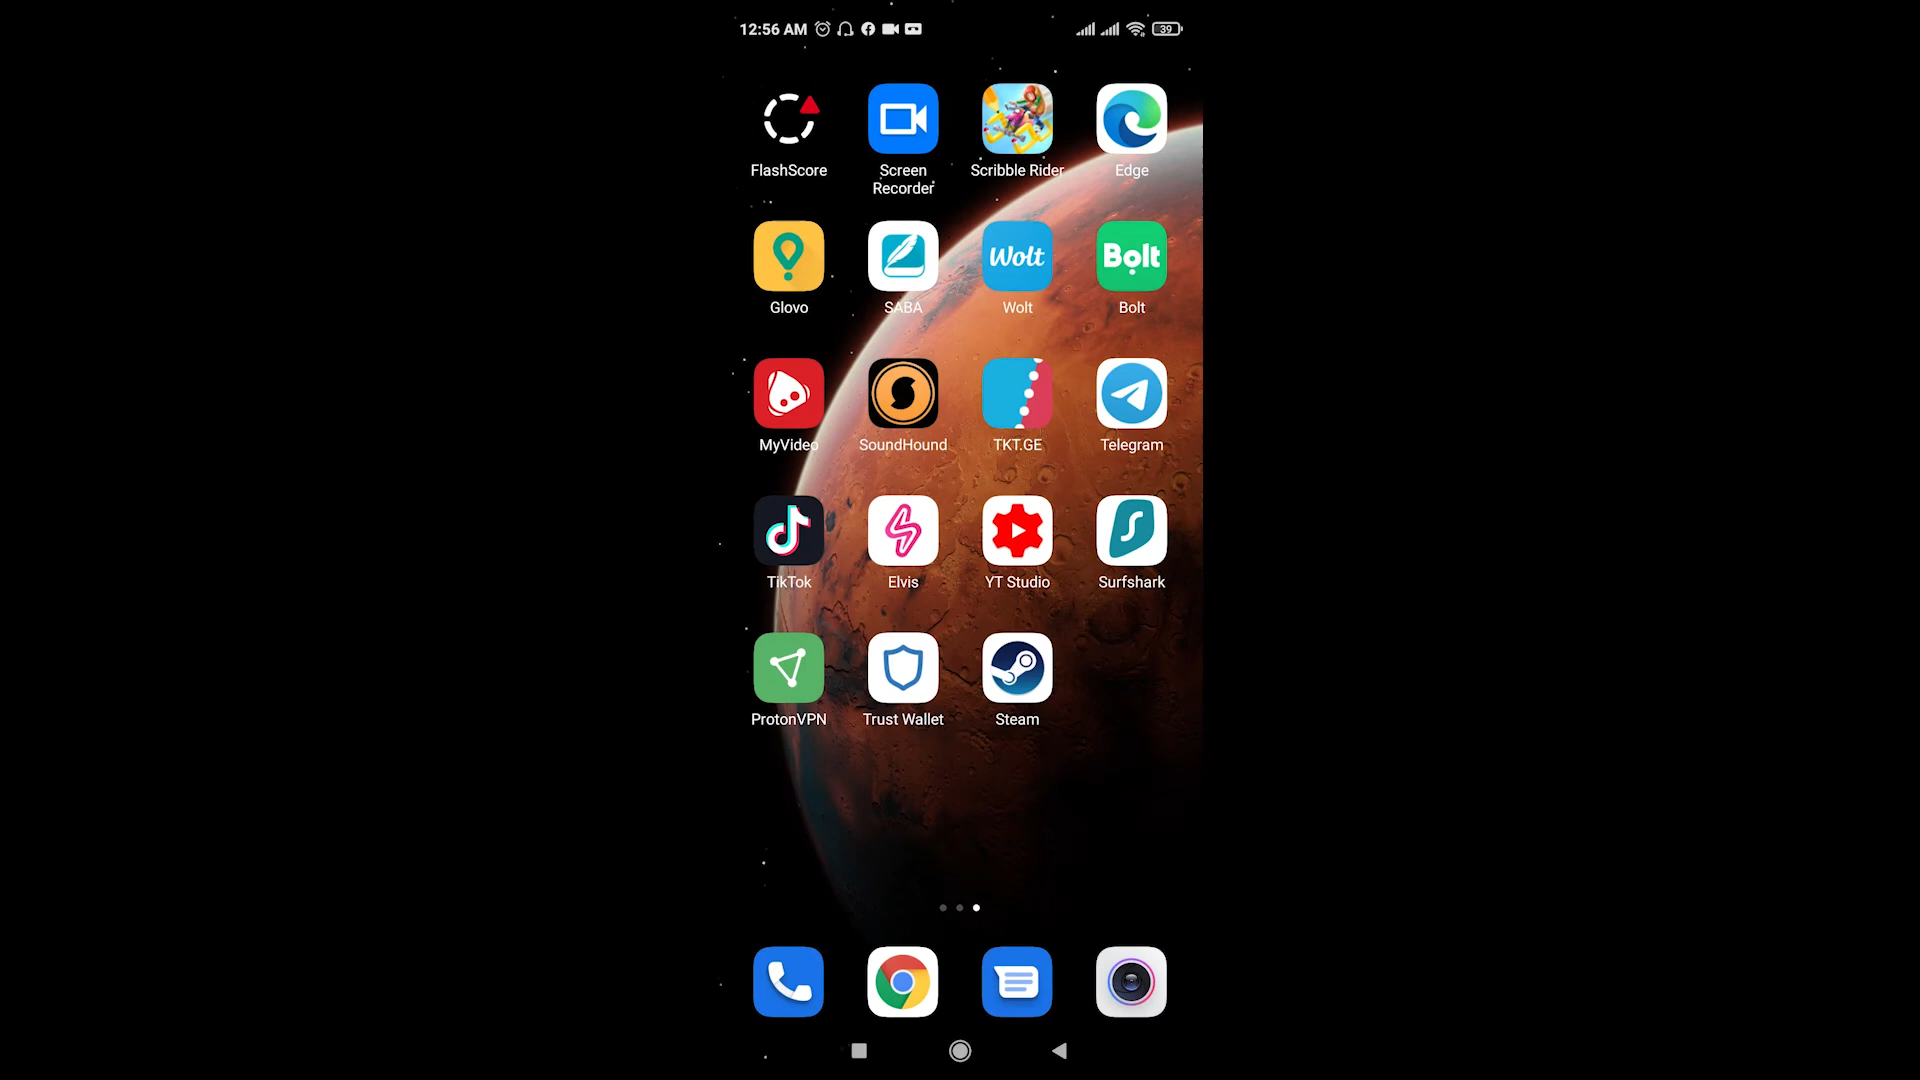 12:56 AM
39
FlashScore
Screen
Recorder
Scribble Rider
Edge
Wolt
Bolt
Glovo
SABA
Wolt
Bolt
MyVideo
SoundHound
TKT.GE
Telegram
TikTok
Elvis
YT Studio
Surfshark
ProtonVPN
Trust Wallet
Steam